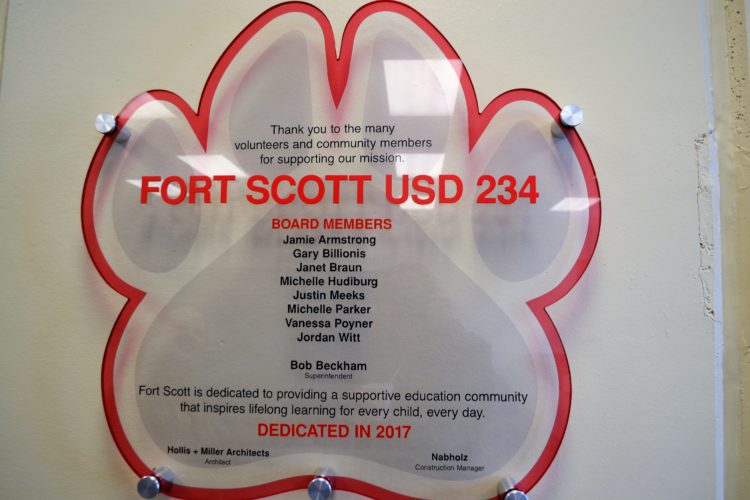 Thank you to the many
volunteers and community members
for supporting our mission.
FORT SCOTT USD 234
BOARD MEMBERS
Jamie Armstrong
Gary Billionis
Janet Braun
Michelle Hudiburg
Justin Meeks
Michelle Parker
Vanessa Poyner
Jordan Witt
Bob Beckham
Superintendent
Fort Scott is dedicated to providing a supportive education community
that inspires lifelong learning for every child, every day.
DEDICATED IN 2017
Hollis + Miller Architects
Architect
Nabholz
Construction Manager